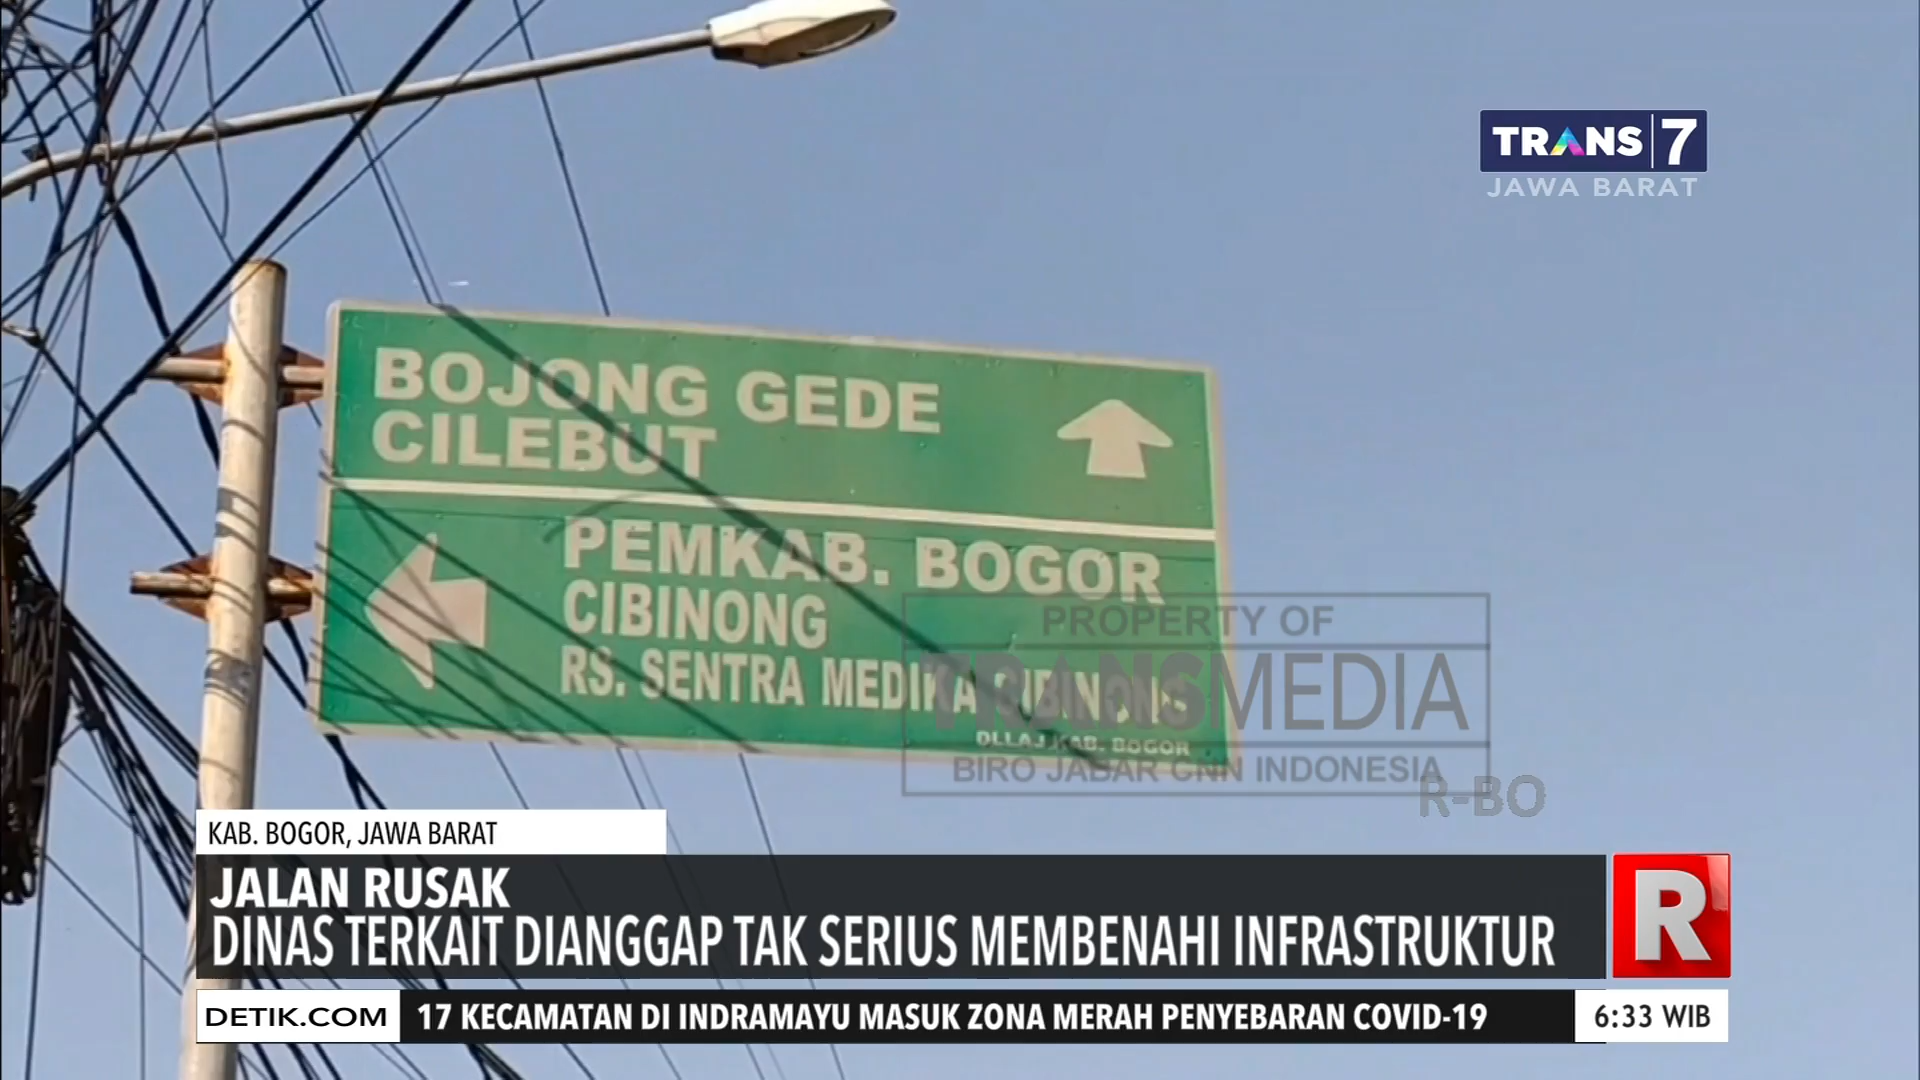 TRANS|7
JAWA BARAT
BOJONG GEDE
CILEBUT
PEMKAB. BOGOR
CIBINONG
RS. SENTRA MEDIKA CIBINONG
DLLAJ KAB. BOGOR
PROPERTY OF
TRANSMEDIA
BIRO JABAR CNN INDONESIA
R-BO
KAB. BOGOR, JAWA BARAT
JALAN RUSAK
DINAS TERKAIT DIANGGAP TAK SERIUS MEMBENAHI INFRASTRUKTUR
R
DETIK.COM 17 KECAMATAN DI INDRAMAYU MASUK ZONA MERAH PENYEBARAN COVID-19 6:33 WIB